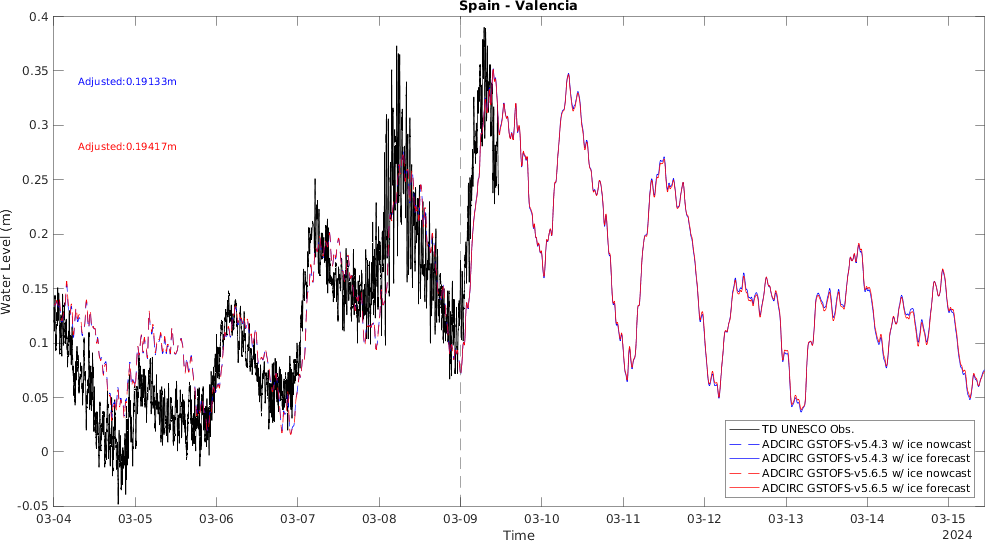 Spain - Valencia
0.4
0.35
0.3
0.25
0.2
0.15
0.1
0.05
0
-0.05
Water Level (m)
Adjusted:0.19133m
Adjusted:0.19417m
TD UNESCO Obs.
ADCIRC GSTOFS-v5.4.3 w/ ice nowcast
ADCIRC GSTOFS-v5.4.3 w/ ice forecast
ADCIRC GSTOFS-v5.6.5 w/ ice nowcast
ADCIRC GSTOFS-v5.6.5 w/ ice forecast
03-04 03-05 03-06 03-07 03-08 03-09 03-10 03-11 03-12 03-13 03-14 03-15
Time
2024